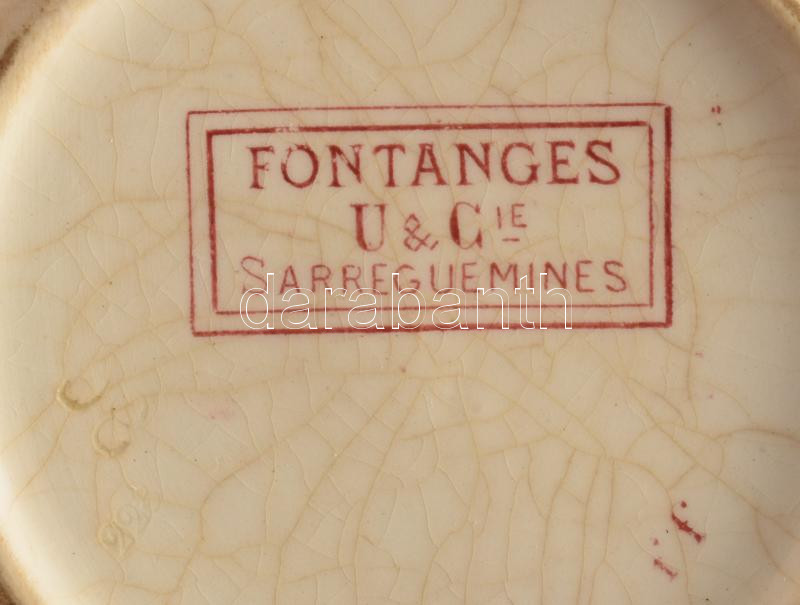 FONTANGES
U & CIE
SARREGUEMINES
darabanth